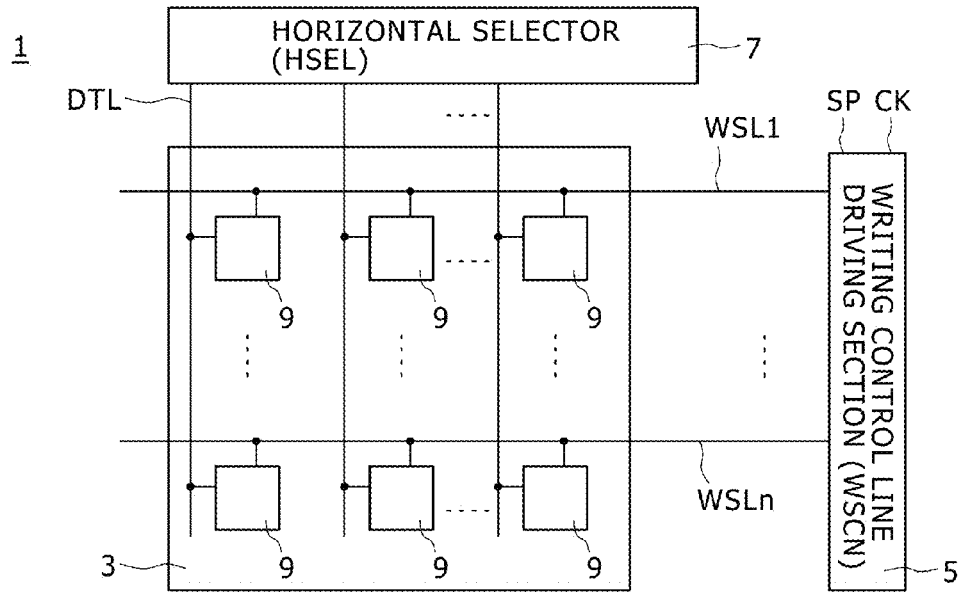 1
HORIZONTAL SELECTOR
(HSEL)
7
DTL
WSL1
SP CK
9 9 9
WRITING CONTROL LINE
DRIVING SECTION (WSCN)
WSLn
3
9 9 9
5